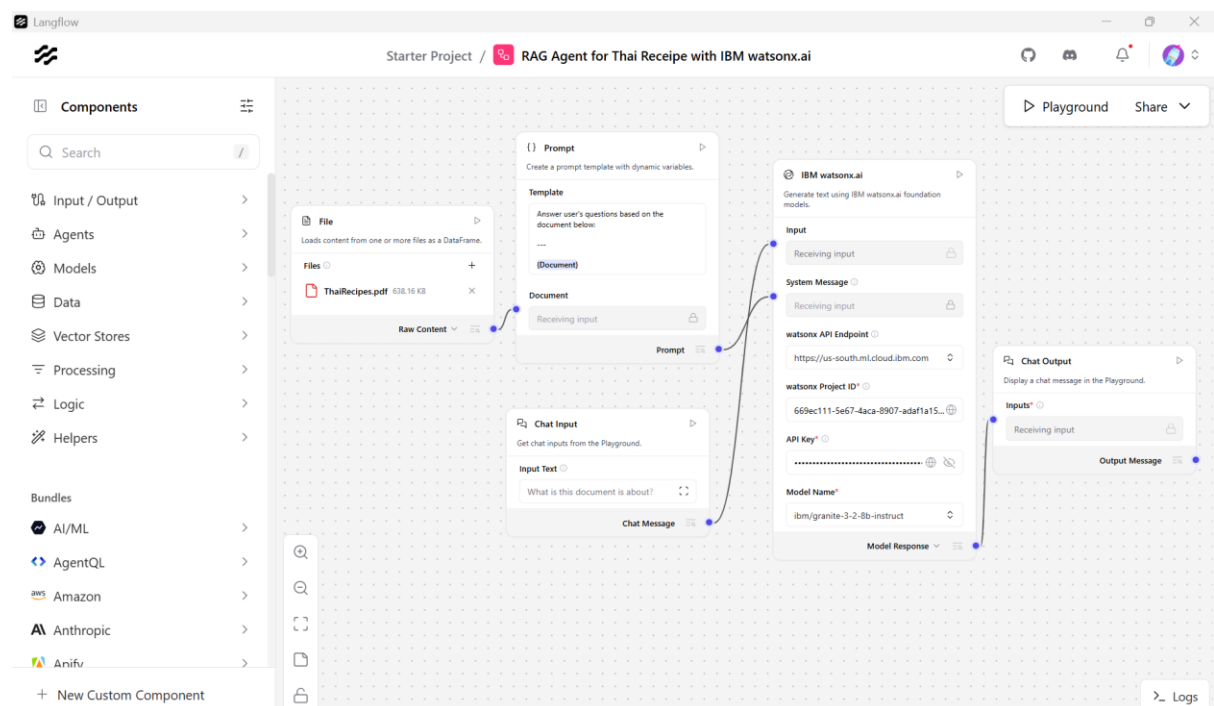 Langflow
Starter Project / RAG Agent for Thai Receipe with IBM watsonx.ai
Components
Search /
Input / Output
Agents
Models
Data
Vector Stores
Processing
Logic
Helpers
Bundles
AI/ML
AgentQL
aws Amazon
Anthropic
Apify
+ New Custom Component
Playground Share
File
Loads content from one or more files as a DataFrame.
Files +
ThaiRecipes.pdf 638.16 KB
Raw Content
{} Prompt
Create a prompt template with dynamic variables.
Template
Answer user's questions based on the
document below:
---
{Document}
Document
Receiving input
Prompt
Chat Input
Get chat inputs from the Playground.
Input Text
What is this document is about?
Chat Message
IBM watsonx.ai
Generate text using IBM watsonx.ai foundation
models.
Input
Receiving input
System Message
Receiving input
watsonx API Endpoint
https://us-south.ml.cloud.ibm.com
watsonx Project ID*
669ec111-5e67-4aca-8907-adaf1a15...
API Key*
Model Name*
ibm/granite-3-2-8b-instruct
Model Response
Chat Output
Display a chat message in the Playground.
Inputs*
Receiving input
Output Message
Logs